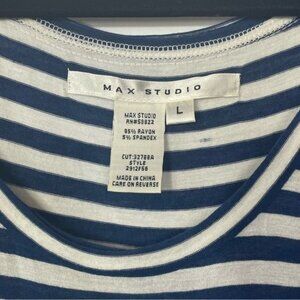 MAX STUDIO
L
MAX STUDIO
RN#59822
95% RAYON
5% SPANDEX
CUT:32788A
STYLE
2912F56
MADE IN CHINA
CARE ON REVERSE